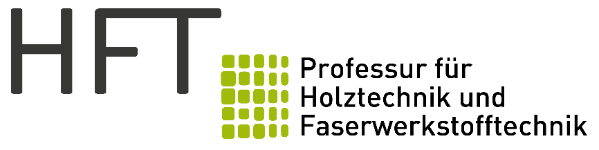 HFT
Professur für
Holztechnik und
Faserwerkstofftechnik